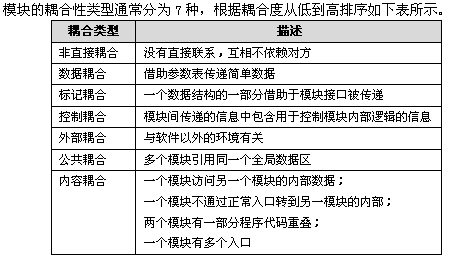 模块的耦合性类型通常分为 7 种，根据耦合度从低到高排序如下表所示。
耦合类型 描述
非直接耦合 没有直接联系，互相不依赖对方
数据耦合 借助参数表传递简单数据
标记耦合 一个数据结构的一部分借助于模块接口被传递
控制耦合 模块间传递的信息中包含用于控制模块内部逻辑的信息
外部耦合 与软件以外的环境有关
公共耦合 多个模块引用同一个全局数据区
内容耦合 一个模块访问另一个模块的内部数据；
一个模块不通过正常入口转到另一模块的内部；
两个模块有一部分程序代码重叠；
一个模块有多个入口